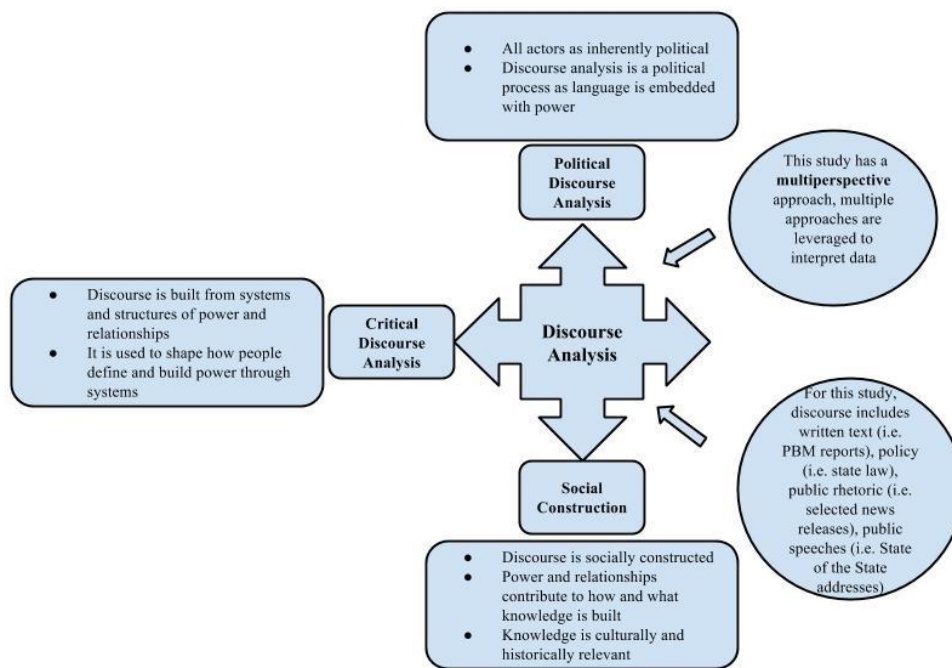 ● All actors as inherently political
● Discourse analysis is a political
process as language is embedded
with power
Political
Discourse
Analysis
This study has a
multiperspective
approach, multiple
approaches are
leveraged to
interpret data
● Discourse is built from systems
and structures of power and
relationships
● It is used to shape how people
define and build power through
systems
Critical
Discourse
Analysis
Discourse
Analysis
For this study,
discourse includes
written text (i.e.
PBM reports), policy
(i.e. state law),
public rhetoric (i.e.
selected news
releases), public
speeches (i.e. State
of the State
addresses)
Social
Construction
● Discourse is socially constructed
● Power and relationships
contribute to how and what
knowledge is built
● Knowledge is culturally and
historically relevant